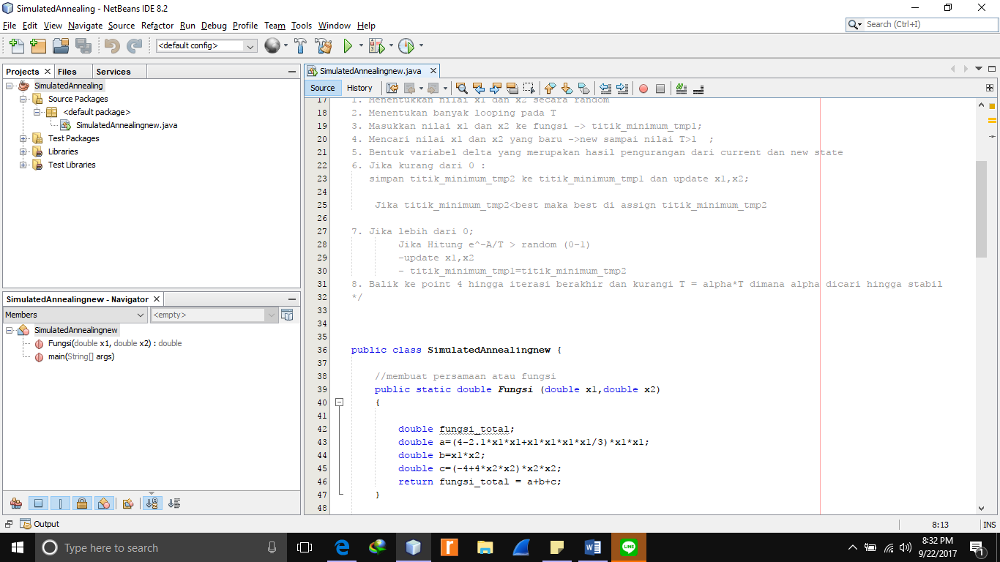 SimulatedAnnealing - NetBeans IDE 8.2
File Edit View Navigate Source Refactor Run Debug Profile Team Tools Window Help
Search (Ctrl+I)
<default config>
Projects Files Services
SimulatedAnnealing
Source Packages
<default package>
SimulatedAnnealingnew.java
Test Packages
Libraries
Test Libraries
SimulatedAnnealingnew - Navigator
Members <empty>
SimulatedAnnealingnew
Fungsi(double x1, double x2) : double
main(String[] args)
SimulatedAnnealingnew.java
Source History
17 1. Menentukkan nilai x1 dan x2 secara random
18 2. Menentukan banyak looping pada T
19 3. Masukkan nilai x1 dan x2 ke fungsi -> titik_minimum_tmp1;
20 4. Mencari nilai x1 dan x2 yang baru ->new sampai nilai T>1 ;
21 5. Bentuk variabel delta yang merupakan hasil pengurangan dari current dan new state
22 6. Jika kurang dari 0 :
23 simpan titik_minimum_tmp2 ke titik_minimum_tmp1 dan update x1,x2;
24
25 Jika titik_minimum_tmp2<best maka best di assign titik_minimum_tmp2
26
27 7. Jika lebih dari 0;
28 Jika Hitung e^-A/T > random (0-1)
29 -update x1,x2
30 - titik_minimum_tmp1=titik_minimum_tmp2
31 8. Balik ke point 4 hingga iterasi berakhir dan kurangi T = alpha*T dimana alpha dicari hingga stabil
32 */
33
34
35
36 public class SimulatedAnnealingnew {
37
38 //membuat persamaan atau fungsi
39 public static double Fungsi (double x1,double x2)
40 {
41
42 double fungsi_total;
43 double a=(4-2.1*x1*x1+x1*x1*x1*x1/3)*x1*x1;
44 double b=x1*x2;
45 double c=(-4+4*x2*x2)*x2*x2;
46 return fungsi_total = a+b+c;
47 }
48
Output
8:13 INS
Type here to search
8:32 PM
9/22/2017
1